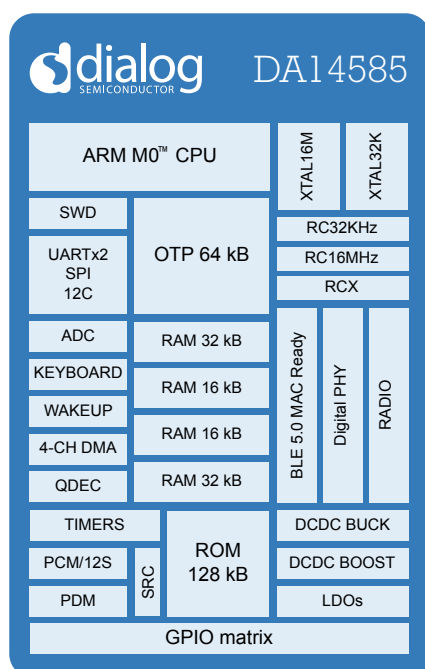 dialog
SEMICONDUCTOR
DA14585
ARM M0™ CPU
XTAL16M
XTAL32K
SWD
UARTx2
SPI
12C
OTP 64 kB
RC32KHz
RC16MHz
RCX
ADC
KEYBOARD
WAKEUP
4-CH DMA
QDEC
RAM 32 kB
RAM 16 kB
RAM 16 kB
RAM 32 kB
BLE 5.0 MAC Ready
Digital PHY
RADIO
TIMERS
PCM/12S
PDM
SRC
ROM
128 kB
DCDC BUCK
DCDC BOOST
LDOs
GPIO matrix